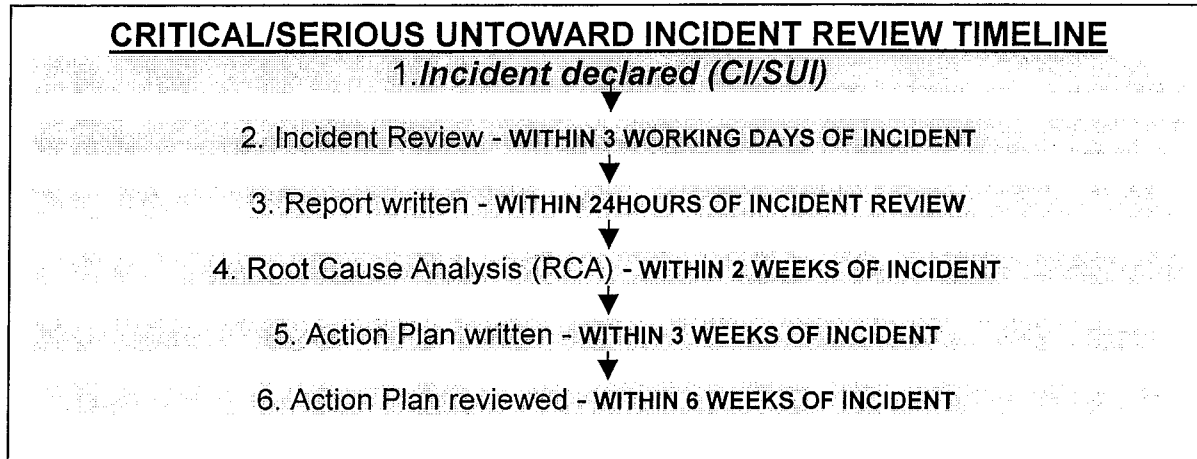 CRITICAL/SERIOUS UNTOWARD INCIDENT REVIEW TIMELINE
1.Incident declared (CI/SUI)
2. Incident Review - WITHIN 3 WORKING DAYS OF INCIDENT
3. Report written - WITHIN 24HOURS OF INCIDENT REVIEW
4. Root Cause Analysis (RCA) - WITHIN 2 WEEKS OF INCIDENT
5. Action Plan written - WITHIN 3 WEEKS OF INCIDENT
6. Action Plan reviewed - WITHIN 6 WEEKS OF INCIDENT